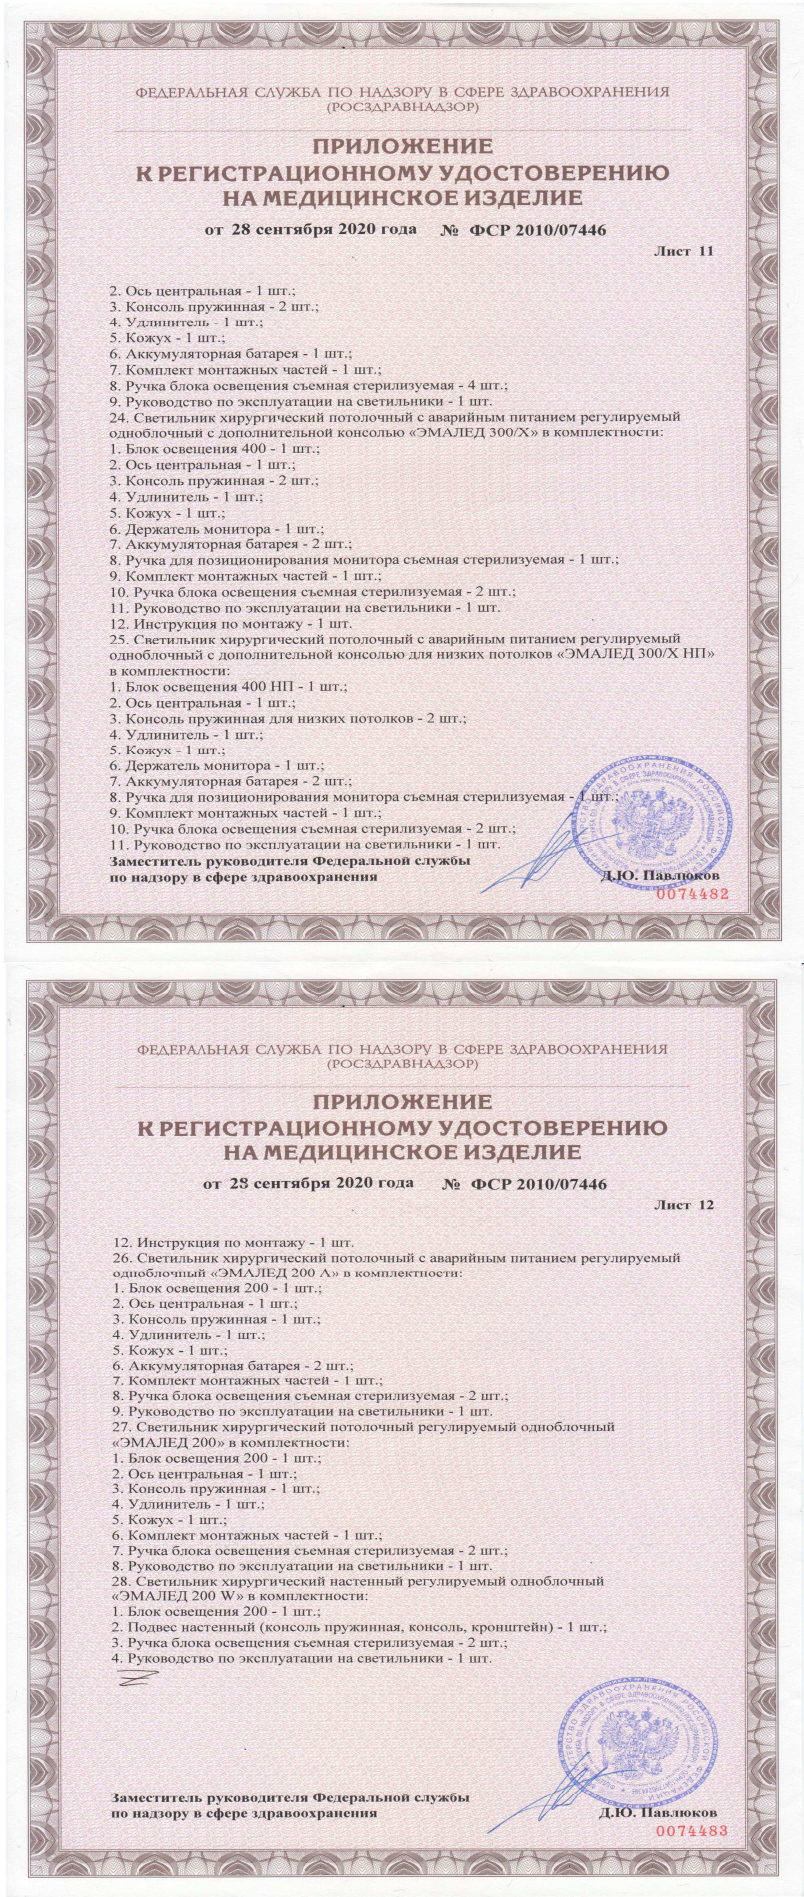 ФЕДЕРАЛЬНАЯ СЛУЖБА ПО НАДЗОРУ В СФЕРЕ ЗДРАВООХРАНЕНИЯ
(РОСЗДРАВНАДЗОР)
ПРИЛОЖЕНИЕ
К РЕГИСТРАЦИОННОМУ УДОСТОВЕРЕНИЮ
НА МЕДИЦИНСКОЕ ИЗДЕЛИЕ
от 28 сентября 2020 года № ФСР 2010/07446
Лист 11
2. Ось центральная - 1 шт.;
3. Консоль пружинная - 2 шт.;
4. Удлинитель - 1 шт.;
5. Кожух - 1 шт.;
6. Аккумуляторная батарея - 1 шт.;
7. Комплект монтажных частей - 1 шт.;
8. Ручка блока освещения съемная стерилизуемая - 4 шт.;
9. Руководство по эксплуатации на светильники - 1 шт.
24. Светильник хирургический потолочный с аварийным питанием регулируемый
одноблочный с дополнительной консолью «ЭМАЛЕД 300/Х» в комплектности:
1. Блок освещения 400 - 1 шт.;
2. Ось центральная - 1 шт.;
3. Консоль пружинная - 2 шт.;
4. Удлинитель - 1 шт.;
5. Кожух - 1 шт.;
6. Держатель монитора - 1 шт.;
7. Аккумуляторная батарея - 2 шт.;
8. Ручка для позиционирования монитора съемная стерилизуемая - 1 шт.;
9. Комплект монтажных частей - 1 шт.;
10. Ручка блока освещения съемная стерилизуемая - 2 шт.;
11. Руководство по эксплуатации на светильники - 1 шт.
12. Инструкция по монтажу - 1 шт.
25. Светильник хирургический потолочный с аварийным питанием регулируемый
одноблочный с дополнительной консолью для низких потолков «ЭМАЛЕД 300/Х НП»
в комплектности:
1. Блок освещения 400 НП - 1 шт.;
2. Ось центральная - 1 шт.;
3. Консоль пружинная для низких потолков - 2 шт.;
4. Удлинитель - 1 шт.;
5. Кожух - 1 шт.;
6. Держатель монитора - 1 шт.;
7. Аккумуляторная батарея - 2 шт.;
8. Ручка для позиционирования монитора съемная стерилизуемая - 1 шт.;
9. Комплект монтажных частей - 1 шт.;
10. Ручка блока освещения съемная стерилизуемая - 2 шт.;
11. Руководство по эксплуатации на светильники - 1 шт.
Заместитель руководителя Федеральной службы
по надзору в сфере здравоохранения Д.Ю. Павлюков
0074482
ФЕДЕРАЛЬНАЯ СЛУЖБА ПО НАДЗОРУ В СФЕРЕ ЗДРАВООХРАНЕНИЯ
(РОСЗДРАВНАДЗОР)
ПРИЛОЖЕНИЕ
К РЕГИСТРАЦИОННОМУ УДОСТОВЕРЕНИЮ
НА МЕДИЦИНСКОЕ ИЗДЕЛИЕ
от 28 сентября 2020 года № ФСР 2010/07446
Лист 12
12. Инструкция по монтажу - 1 шт.
26. Светильник хирургический потолочный с аварийным питанием регулируемый
одноблочный «ЭМАЛЕД 200 А» в комплектности:
1. Блок освещения 200 - 1 шт.;
2. Ось центральная - 1 шт.;
3. Консоль пружинная - 1 шт.;
4. Удлинитель - 1 шт.;
5. Кожух - 1 шт.;
6. Аккумуляторная батарея - 2 шт.;
7. Комплект монтажных частей - 1 шт.;
8. Ручка блока освещения съемная стерилизуемая - 2 шт.;
9. Руководство по эксплуатации на светильники - 1 шт.
27. Светильник хирургический потолочный регулируемый одноблочный
«ЭМАЛЕД 200» в комплектности:
1. Блок освещения 200 - 1 шт.;
2. Ось центральная - 1 шт.;
3. Консоль пружинная - 1 шт.;
4. Удлинитель - 1 шт.;
5. Кожух - 1 шт.;
6. Комплект монтажных частей - 1 шт.;
7. Ручка блока освещения съемная стерилизуемая - 2 шт.;
8. Руководство по эксплуатации на светильники - 1 шт.
28. Светильник хирургический настенный регулируемый одноблочный
«ЭМАЛЕД 200 W» в комплектности:
1. Блок освещения 200 - 1 шт.;
2. Подвес настенный (консоль пружинная, консоль, кронштейн) - 1 шт.;
3. Ручка блока освещения съемная стерилизуемая - 2 шт.;
4. Руководство по эксплуатации на светильники - 1 шт.
Заместитель руководителя Федеральной службы
по надзору в сфере здравоохранения Д.Ю. Павлюков
0074483